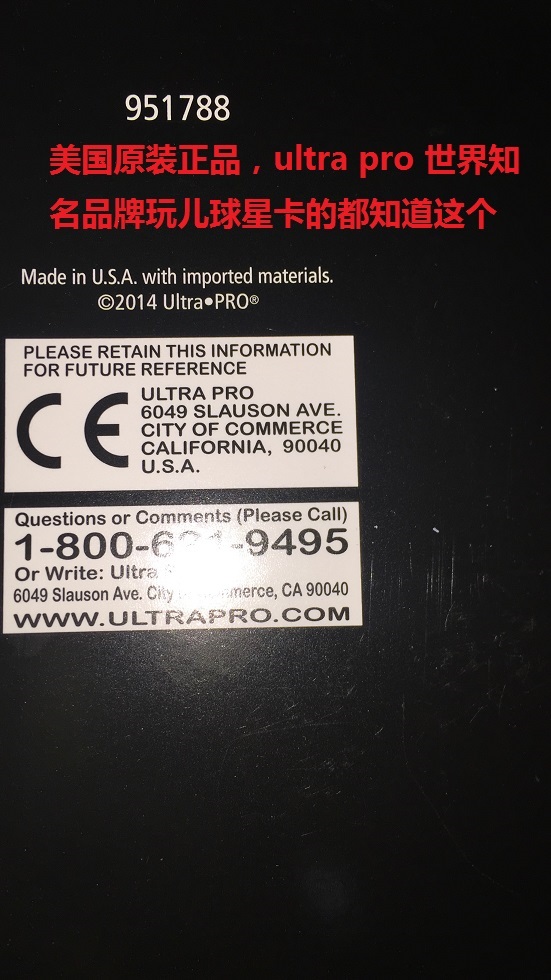 951788
美国原装正品，ultra pro 世界知
名品牌玩儿球星卡的都知道这个
Made in U.S.A. with imported materials.
©2014 Ultra•PRO®
PLEASE RETAIN THIS INFORMATION
FOR FUTURE REFERENCE
CE
ULTRA PRO
6049 SLAUSON AVE.
CITY OF COMMERCE
CALIFORNIA, 90040
U.S.A.
Questions or Comments (Please Call)
1-800- -9495
Or Write: Ultra
6049 Slauson Ave. City CA 90040
WWW.ULTRAPRO.COM